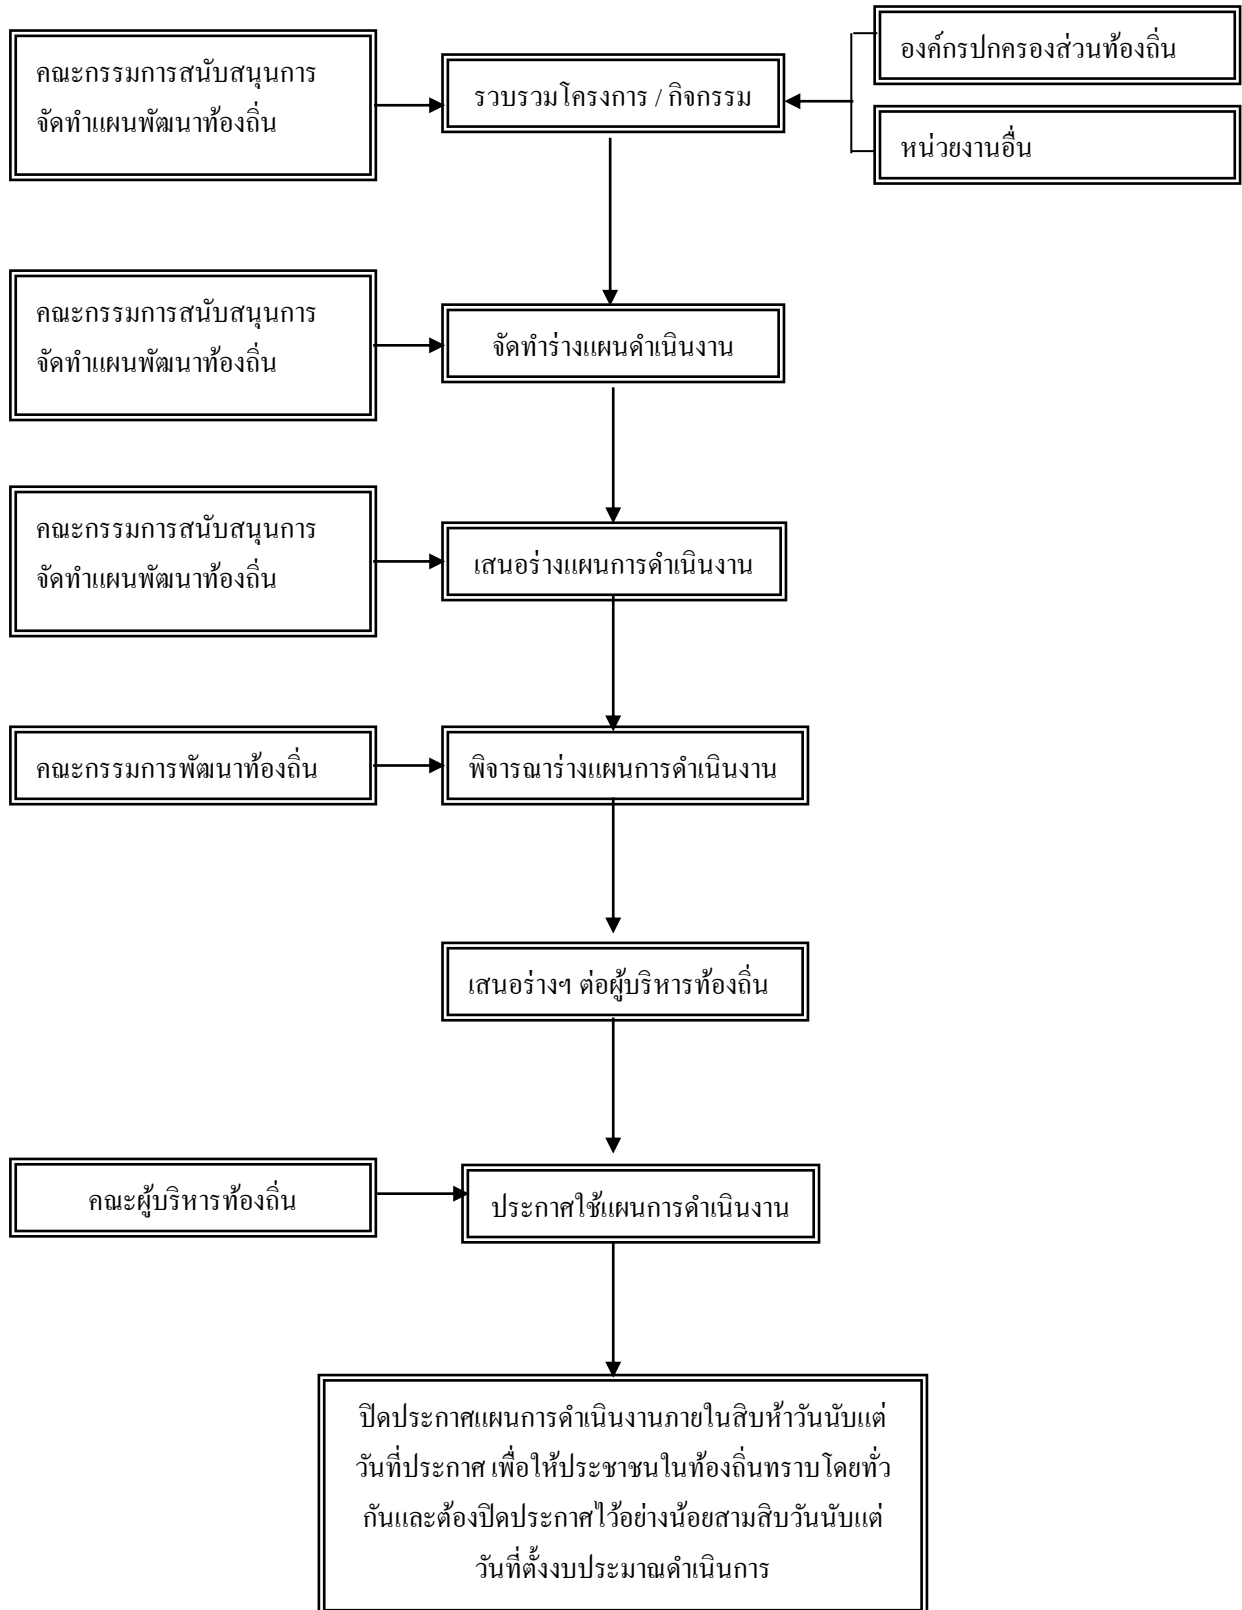 คณะกรรมการสนับสนุนการ
จัดทำแผนพัฒนาท้องถิ่น
รวบรวมโครงการ / กิจกรรม
องค์กรปกครองส่วนท้องถิ่น
หน่วยงานอื่น
คณะกรรมการสนับสนุนการ
จัดทำแผนพัฒนาท้องถิ่น
จัดทำร่างแผนดำเนินงาน
คณะกรรมการสนับสนุนการ
จัดทำแผนพัฒนาท้องถิ่น
เสนอร่างแผนการดำเนินงาน
คณะกรรมการพัฒนาท้องถิ่น
พิจารณาร่างแผนการดำเนินงาน
เสนอร่างฯ ต่อผู้บริหารท้องถิ่น
คณะผู้บริหารท้องถิ่น
ประกาศใช้แผนการดำเนินงาน
ปิดประกาศแผนการดำเนินงานภายในสิบห้าวันนับแต่
วันที่ประกาศ เพื่อให้ประชาชนในท้องถิ่นทราบโดยทั่ว
กันและต้องปิดประกาศไว้อย่างน้อยสามสิบวันนับแต่
วันที่ตั้งงบประมาณดำเนินการ